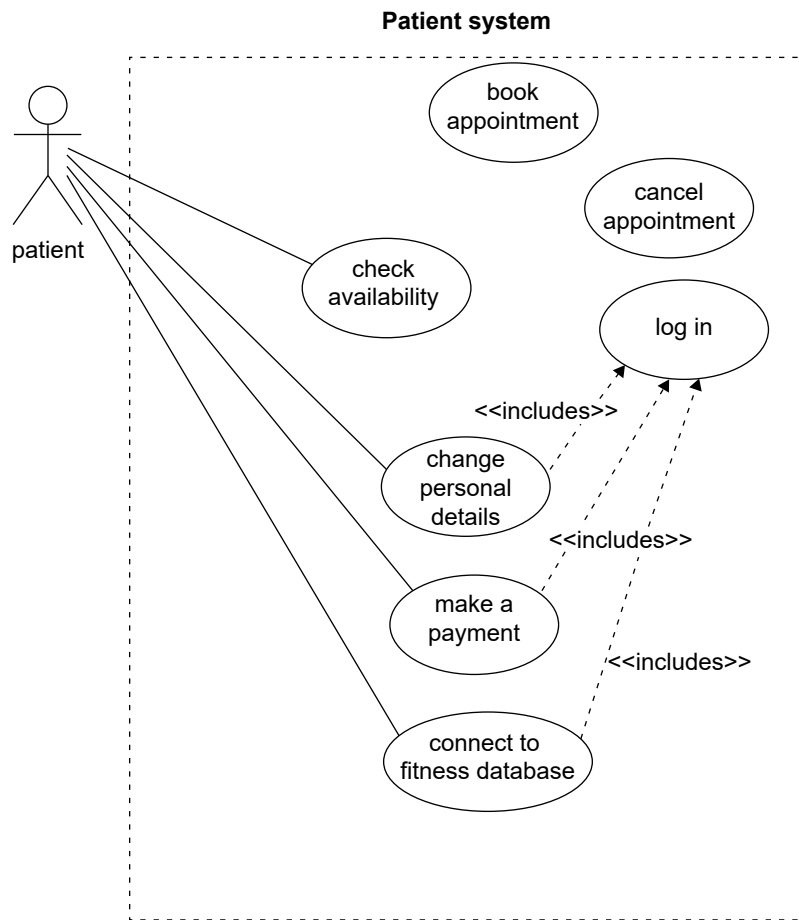 Patient system
book
appointment
cancel
appointment
patient
check
availability
log in
<<includes>>
change
personal
details
<<includes>>
make a
payment
<<includes>>
connect to
fitness database